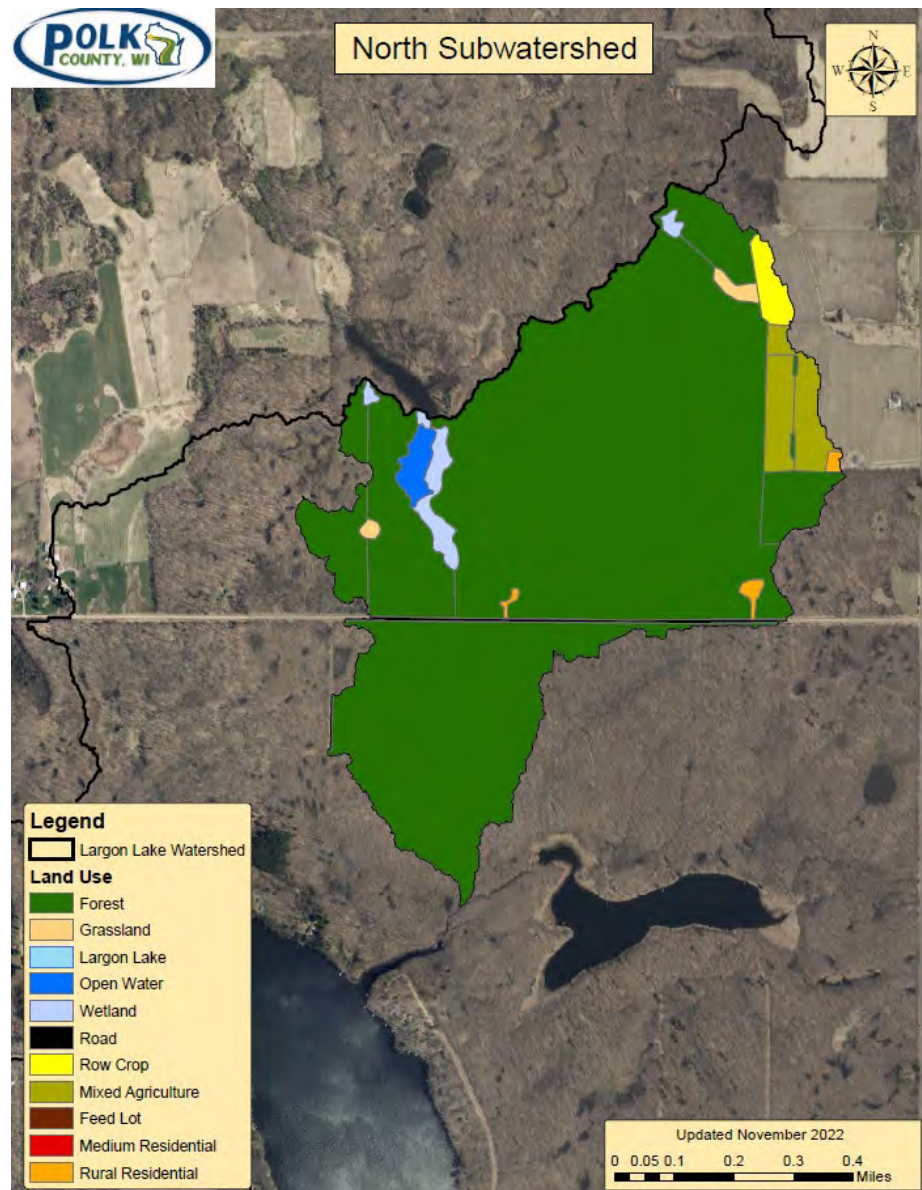 POLK
COUNTY, WI
North Subwatershed
N
W E
S
Legend
Largon Lake Watershed
Land Use
Forest
Grassland
Largon Lake
Open Water
Wetland
Road
Row Crop
Mixed Agriculture
Feed Lot
Medium Residential
Rural Residential
Updated November 2022
0 0.05 0.1 0.2 0.3 0.4
Miles